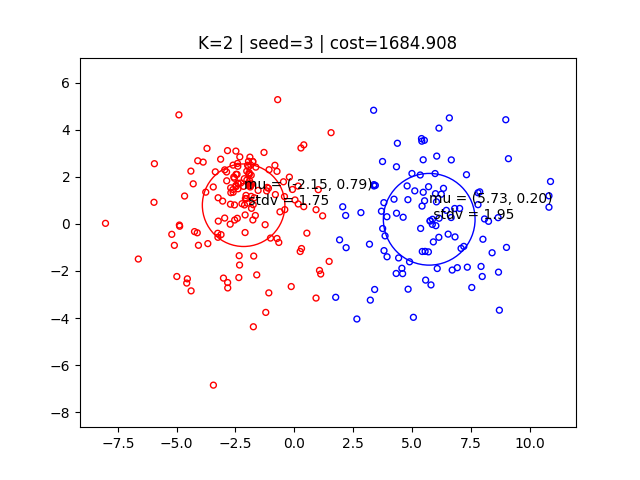 K=2 | seed=3 | cost=1684.908
6
4
2
0
−2
−4
−6
−8
mu = (-2.15, 0.79)
stdv = 1.75
mu = (5.73, 0.20)
stdv = 1.95
−7.5 −5.0 −2.5 0.0 2.5 5.0 7.5 10.0